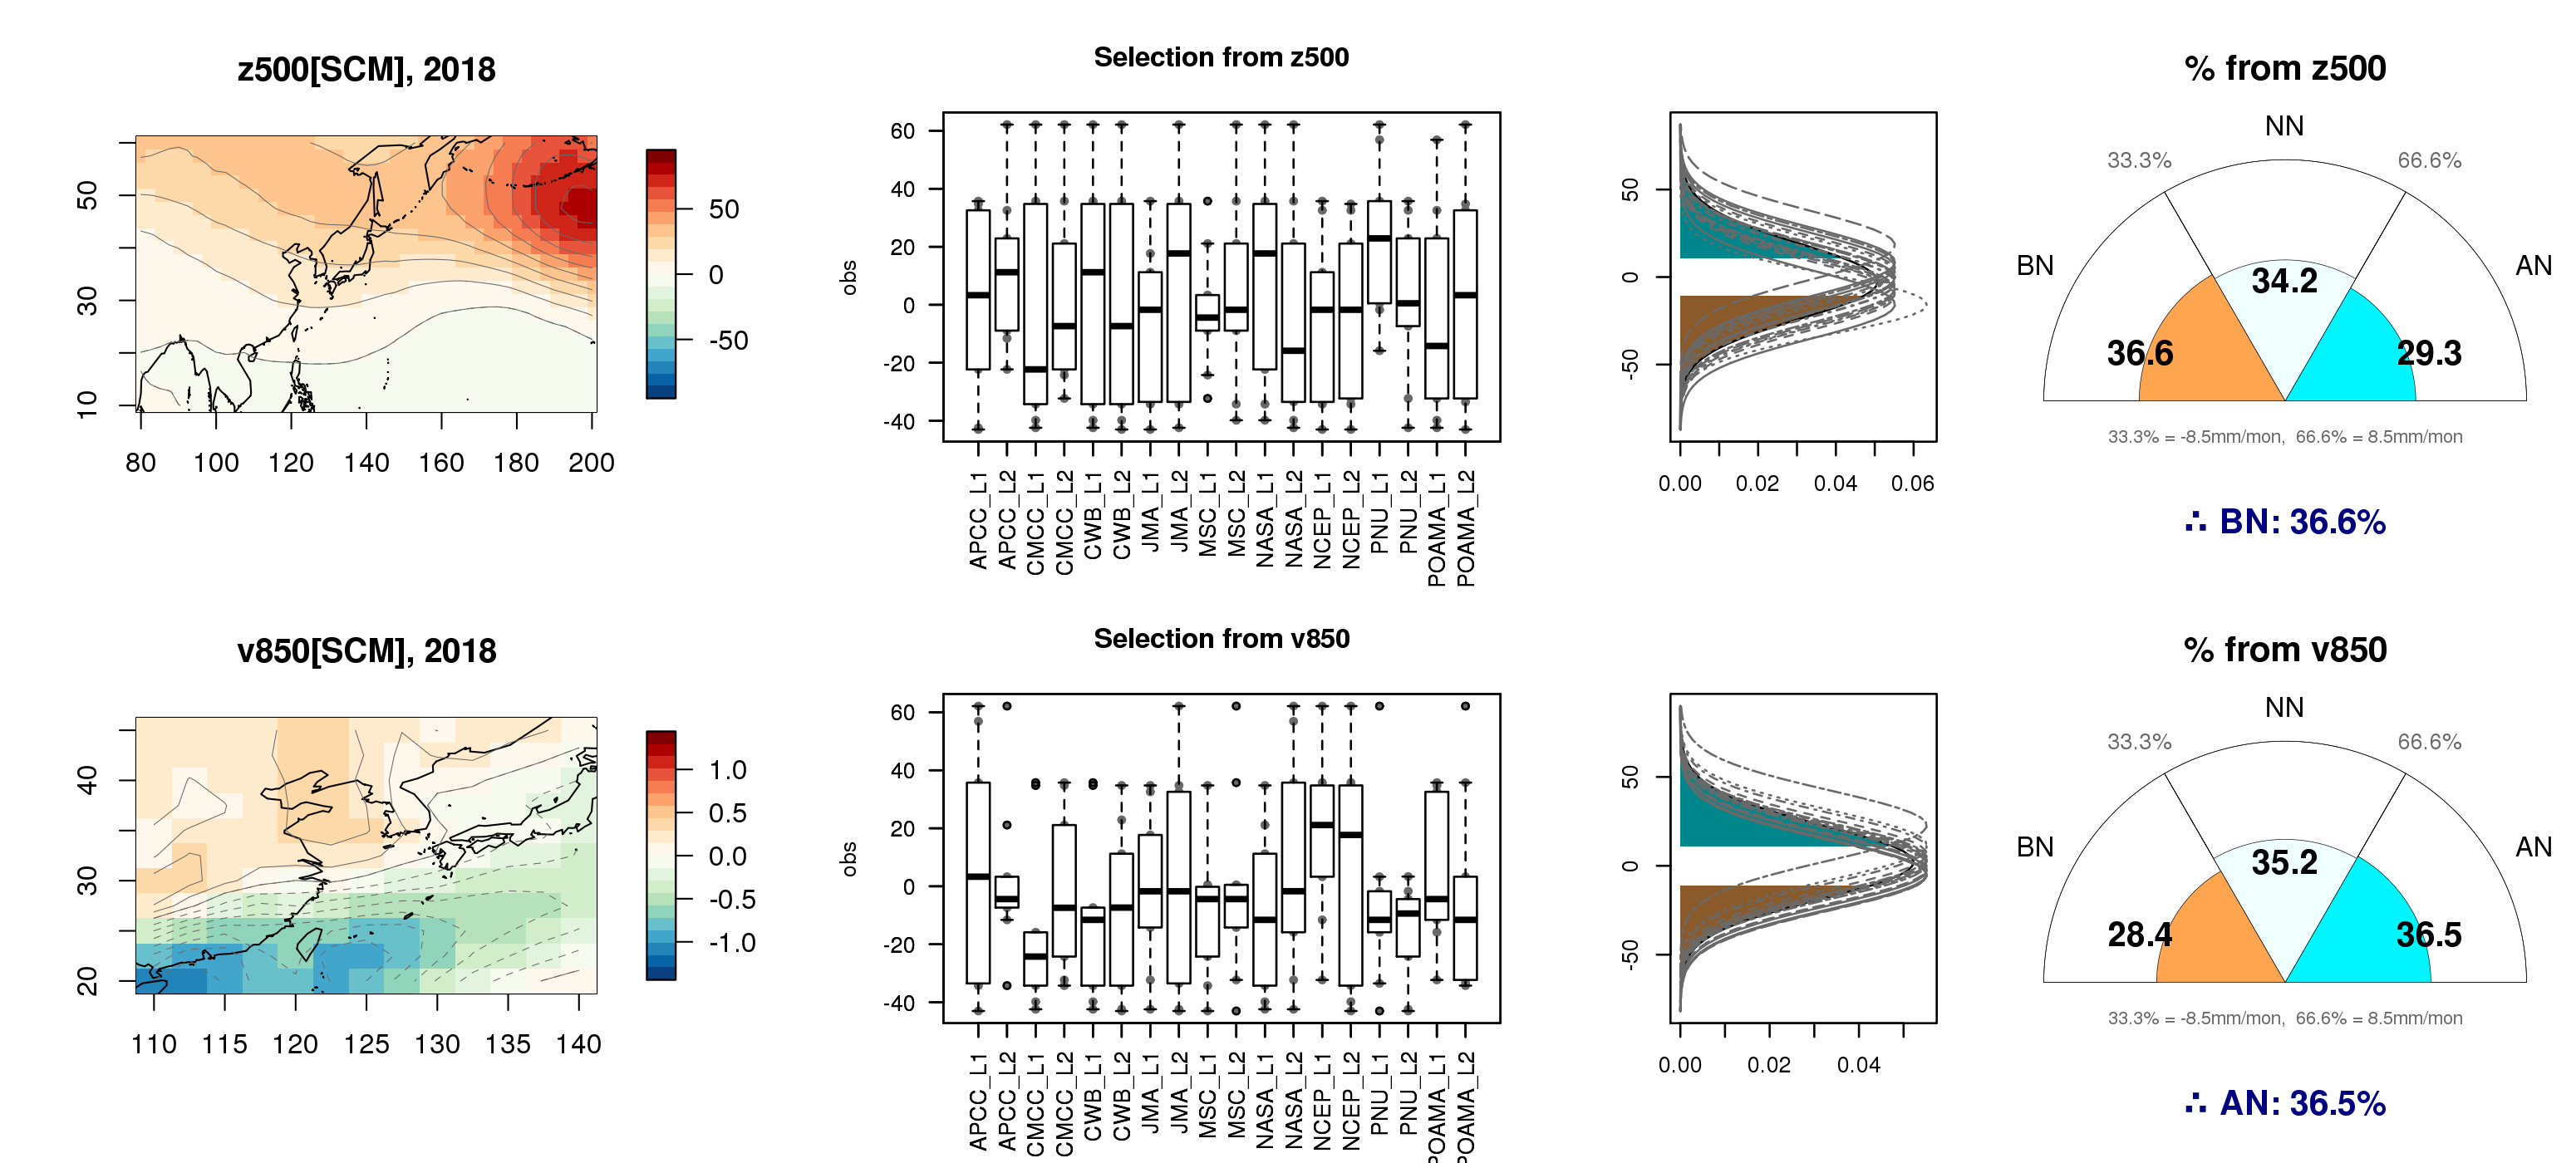 z500[SCM], 2018
50
30
10
80 100 120 140 160 180 200
50
0
-50
Selection from z500
obs
60
40
20
0
-20
-40
APCC_L1
APCC_L2
CMCC_L1
CMCC_L2
CWB_L1
CWB_L2
JMA_L1
JMA_L2
MSC_L1
MSC_L2
NASA_L1
NASA_L2
NCEP_L1
NCEP_L2
PNU_L1
PNU_L2
POAMA_L1
POAMA_L2
50
0
-50
0.00 0.02 0.04 0.06
% from z500
NN
33.3% 66.6%
BN AN
34.2
36.6 29.3
33.3% = -8.5mm/mon, 66.6% = 8.5mm/mon
∴ BN: 36.6%
v850[SCM], 2018
40
30
20
110 115 120 125 130 135 140
1.0
0.5
0.0
-0.5
-1.0
Selection from v850
obs
60
40
20
0
-20
-40
APCC_L1
APCC_L2
CMCC_L1
CMCC_L2
CWB_L1
CWB_L2
JMA_L1
JMA_L2
MSC_L1
MSC_L2
NASA_L1
NASA_L2
NCEP_L1
NCEP_L2
PNU_L1
PNU_L2
POAMA_L1
POAMA_L2
50
0
-50
0.00 0.02 0.04
% from v850
NN
33.3% 66.6%
BN AN
35.2
28.4 36.5
33.3% = -8.5mm/mon, 66.6% = 8.5mm/mon
∴ AN: 36.5%